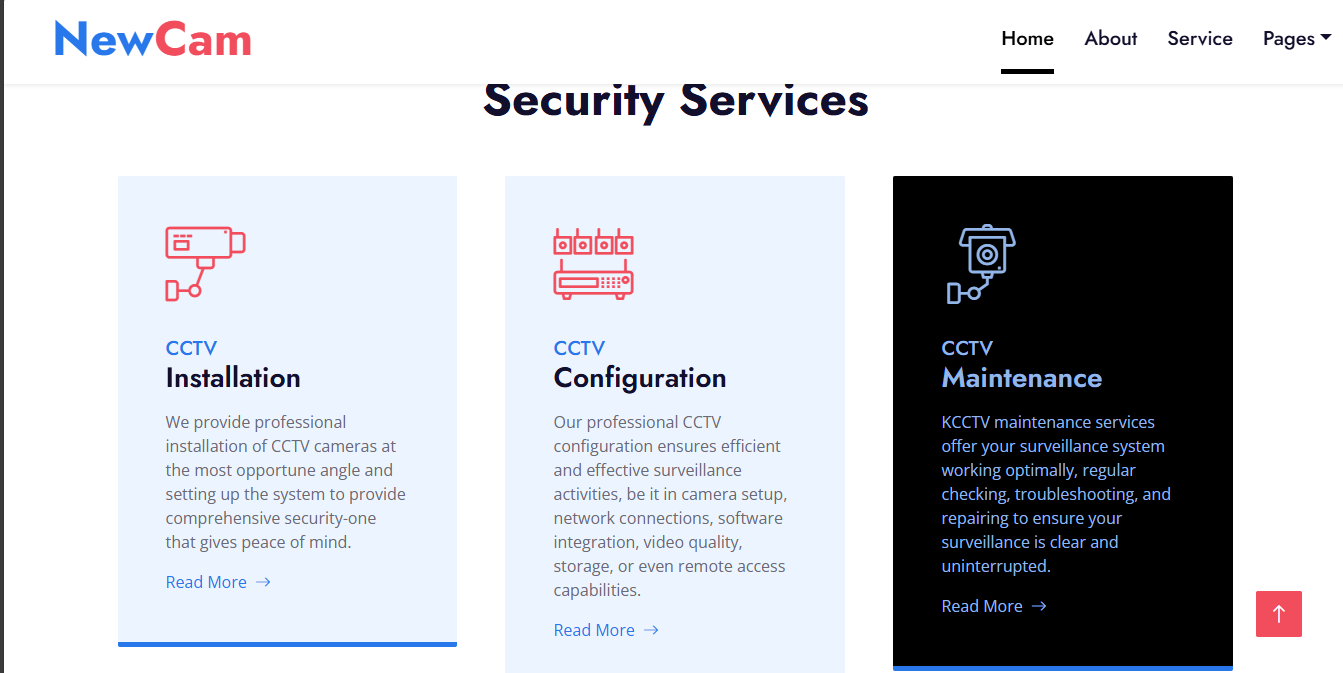 NewCam
Home About Service Pages
Security Services
CCTV
Installation
We provide professional
installation of CCTV cameras at
the most opportune angle and
setting up the system to provide
comprehensive security-one
that gives peace of mind.
Read More →
CCTV
Configuration
Our professional CCTV
configuration ensures efficient
and effective surveillance
activities, be it in camera setup,
network connections, software
integration, video quality,
storage, or even remote access
capabilities.
Read More →
CCTV
Maintenance
KCCTV maintenance services
offer your surveillance system
working optimally, regular
checking, troubleshooting, and
repairing to ensure your
surveillance is clear and
uninterrupted.
Read More →